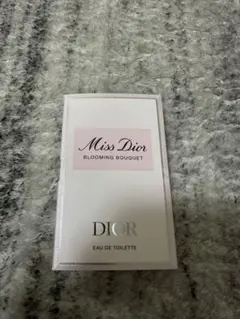 Miss Dior
BLOOMING BOUQUET
DIOR
EAU DE TOILETTE